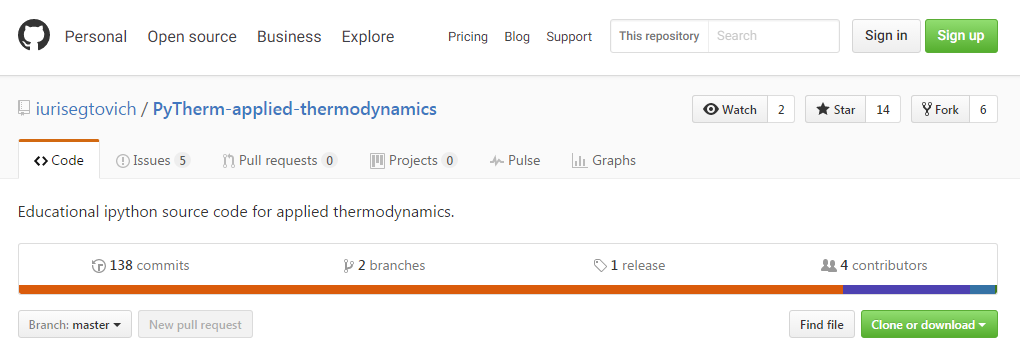 Personal Open source Business Explore Pricing Blog Support This repository Search Sign in Sign up
iurisegtovich / PyTherm-applied-thermodynamics Watch 2 Star 14 Fork 6
Code Issues 5 Pull requests 0 Projects 0 Pulse Graphs
Educational ipython source code for applied thermodynamics.
138 commits 2 branches 1 release 4 contributors
Branch: master New pull request Find file Clone or download